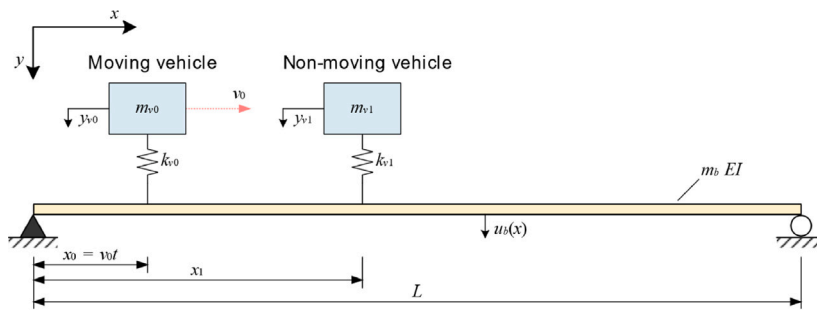 x
y
Moving vehicle
Non-moving vehicle
mv0
v0
yv0
kv0
mv1
yv1
kv1
mb EI
ub(x)
x0 = v0t
x1
L